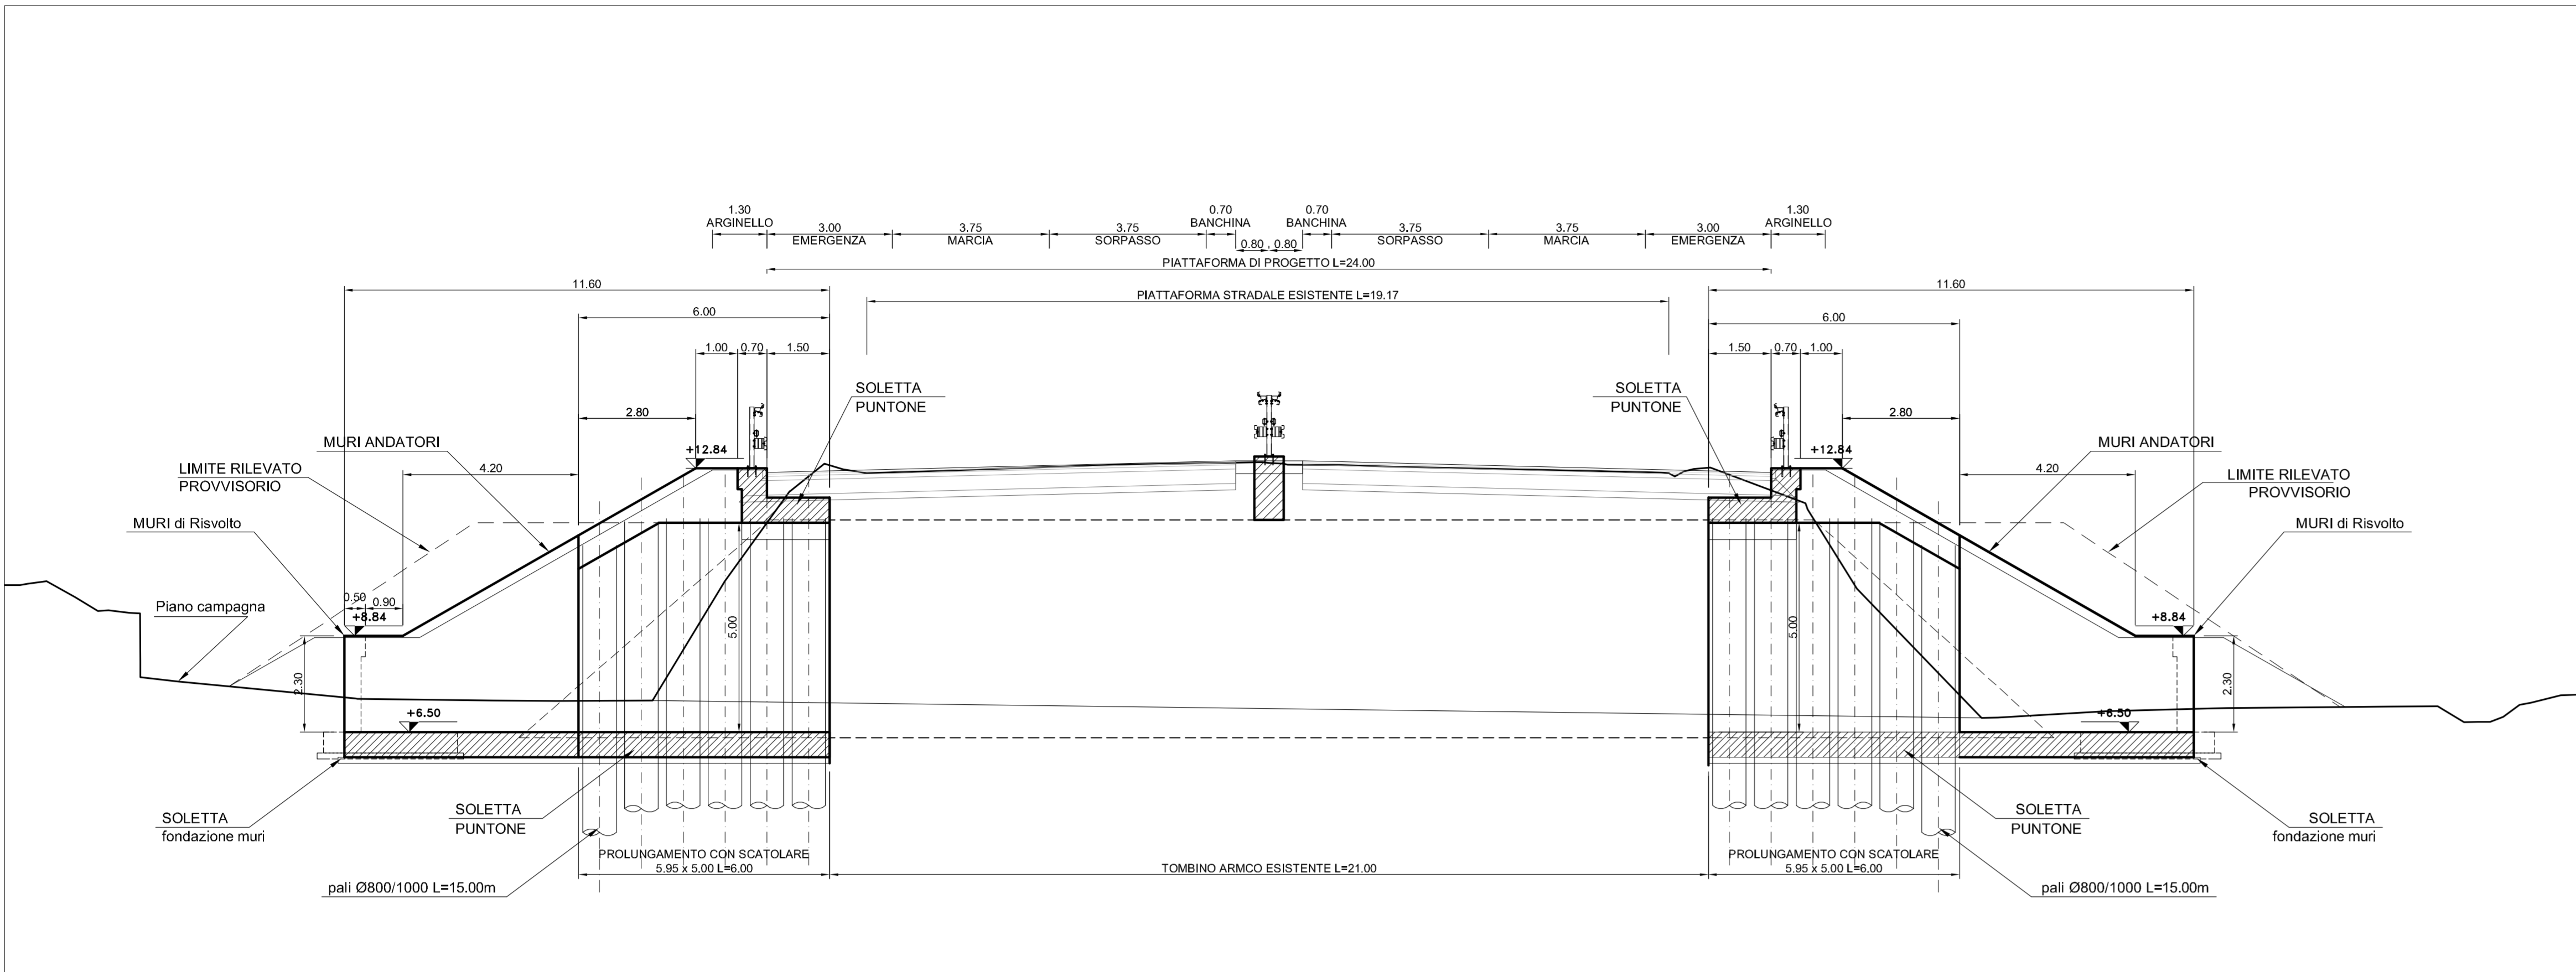 1.30 0.70 0.70 1.30
ARGINELLO BANCHINA BANCHINA ARGINELLO
3.00 3.75 3.75 3.75 3.75 3.00
EMERGENZA MARCIA SORPASSO SORPASSO MARCIA EMERGENZA
0.80 0.80
PIATTAFORMA DI PROGETTO L=24.00
11.60 11.60
PIATTAFORMA STRADALE ESISTENTE L=19.17
6.00 6.00
1.00 0.70 1.50 1.50 0.70 1.00
SOLETTA
PUNTONE
SOLETTA
PUNTONE
2.80 2.80
MURI ANDATORI
MURI ANDATORI
+12.84 +12.84
LIMITE RILEVATO
PROVVISORIO
4.20 4.20
LIMITE RILEVATO
PROVVISORIO
MURI di Risvolto
MURI di Risvolto
Piano campagna
0.50 0.90
+8.84 +8.84
5.00 5.00
2.30 2.30
+6.50 +6.50
SOLETTA
fondazione muri
SOLETTA
PUNTONE
SOLETTA
PUNTONE
SOLETTA
fondazione muri
PROLUNGAMENTO CON SCATOLARE
5.95 x 5.00 L=6.00
TOMBINO ARMCO ESISTENTE L=21.00
PROLUNGAMENTO CON SCATOLARE
5.95 x 5.00 L=6.00
pali Ø800/1000 L=15.00m
pali Ø800/1000 L=15.00m